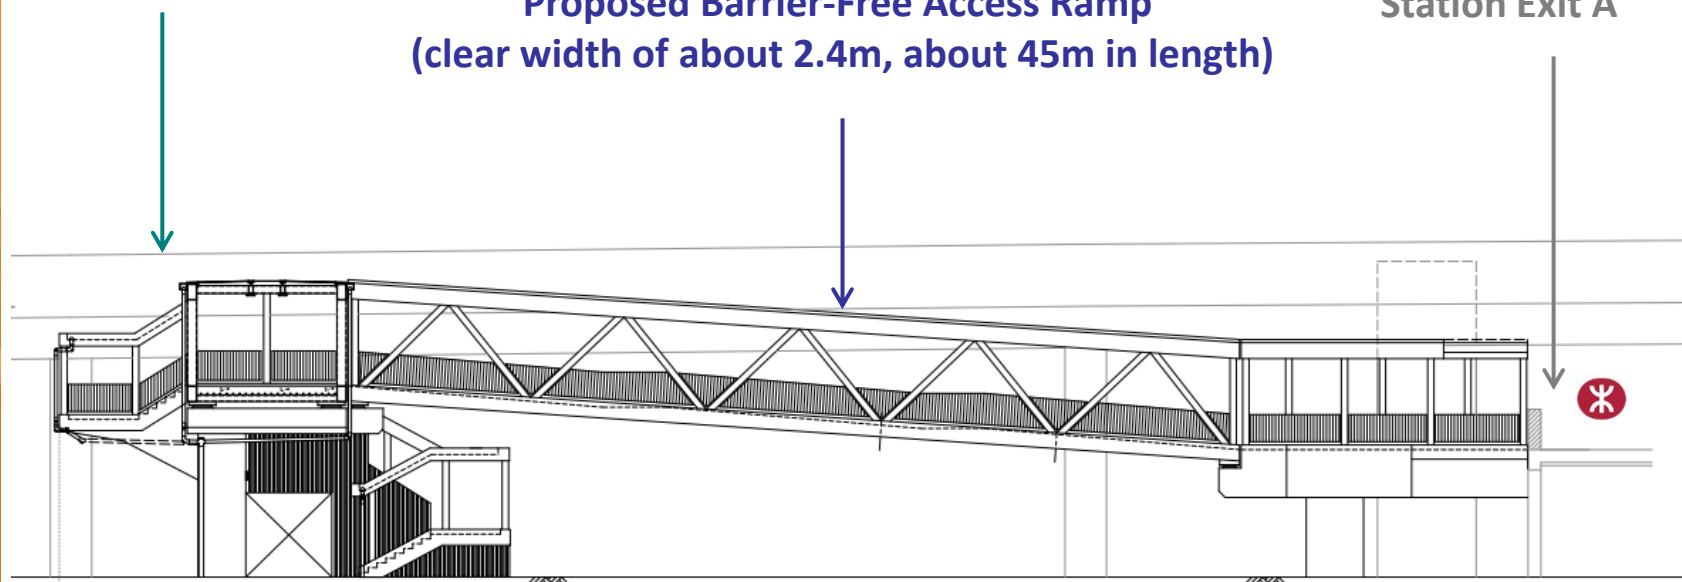 Proposed Barrier-Free Access Ramp
(clear width of about 2.4m, about 45m in length)
Station Exit A